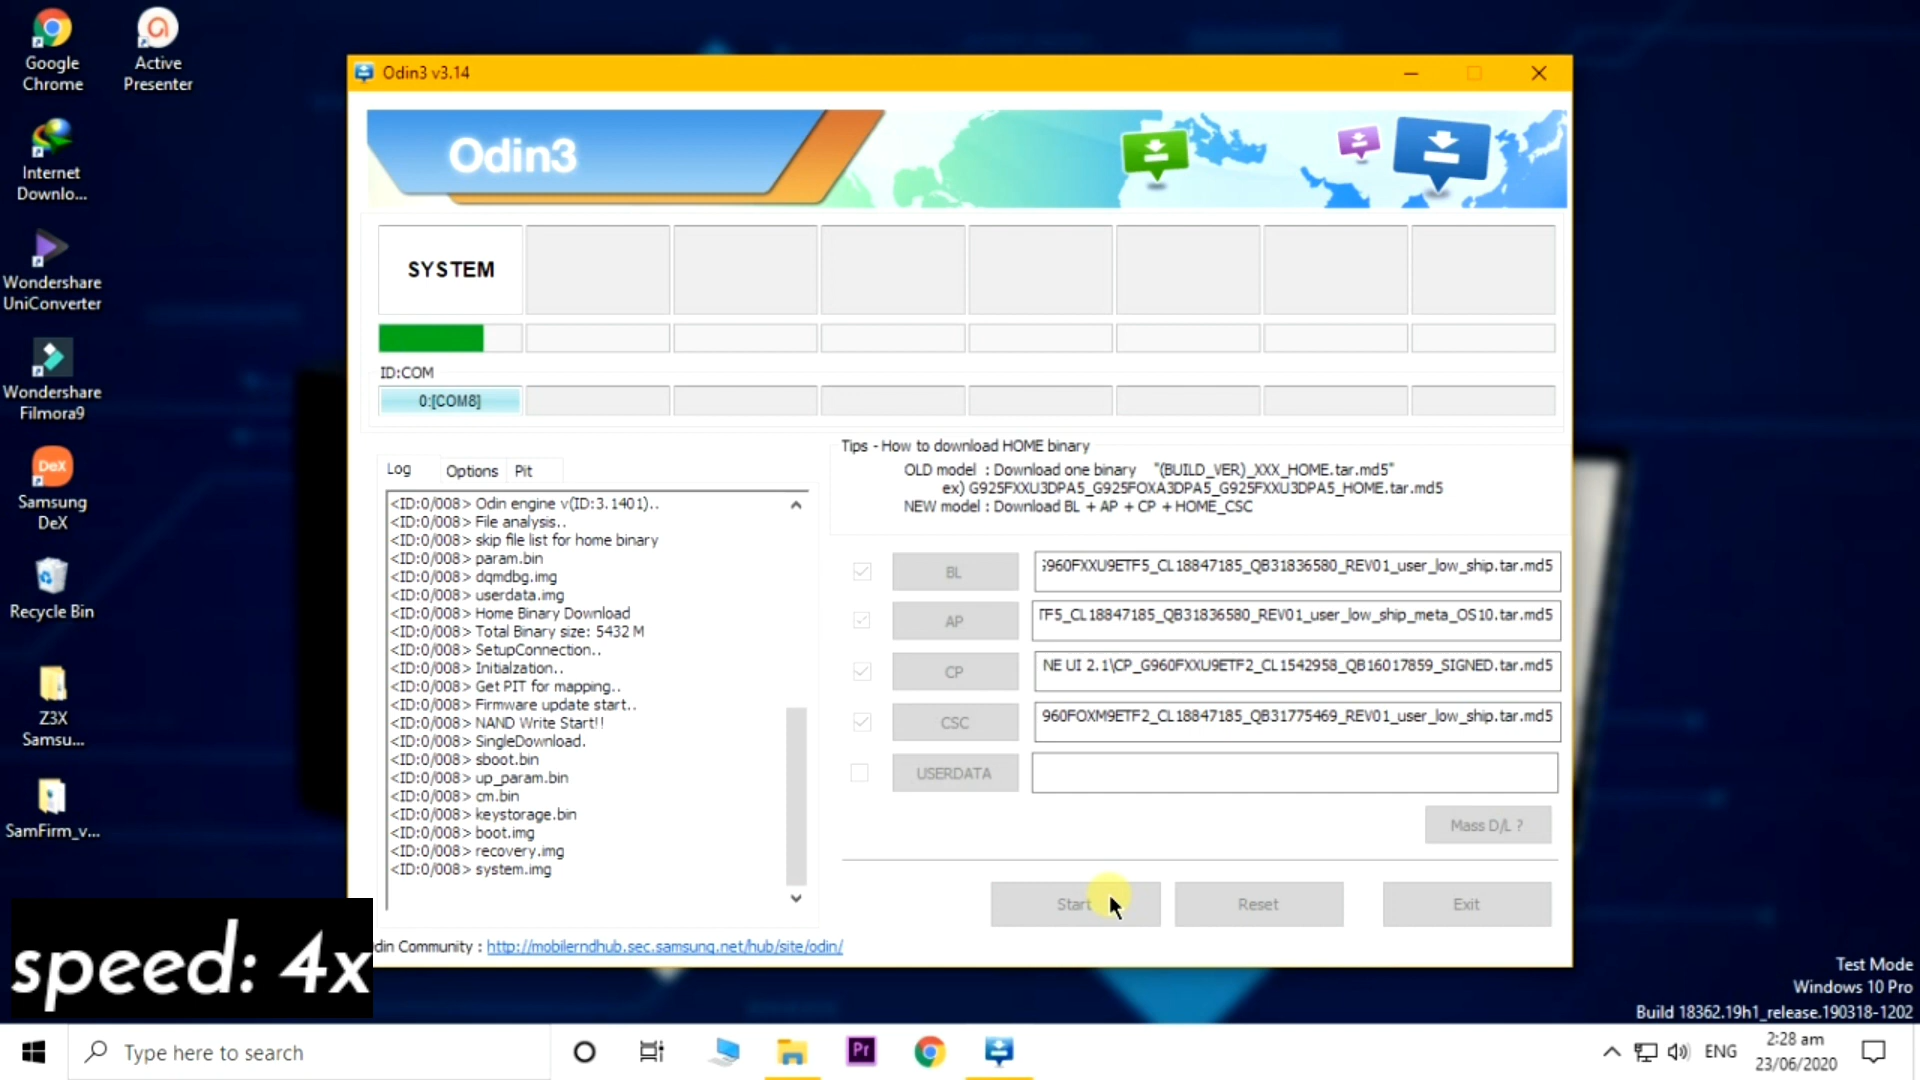 Google
Chrome
Active
Presenter
Internet
Downlo...
Wondershare
UniConverter
Wondershare
Filmora9
DeX
Samsung
DeX
Recycle Bin
Z3X
Samsu...
SamFirm_v...
Odin3 v3.14
Odin3
SYSTEM
ID:COM
0:[COM8]
Log
Options
Pit
<ID:0/008> Odin engine v(ID:3.1401)..
<ID:0/008> File analysis..
<ID:0/008> skip file list for home binary
<ID:0/008> param.bin
<ID:0/008> dqmdbg.img
<ID:0/008> userdata.img
<ID:0/008> Home Binary Download
<ID:0/008> Total Binary size: 5432 M
<ID:0/008> SetupConnection..
<ID:0/008> Initialzation..
<ID:0/008> Get PIT for mapping..
<ID:0/008> Firmware update start..
<ID:0/008> NAND Write Start!!
<ID:0/008> SingleDownload.
<ID:0/008> sboot.bin
<ID:0/008> up_param.bin
<ID:0/008> cm.bin
<ID:0/008> keystorage.bin
<ID:0/008> boot.img
<ID:0/008> recovery.img
<ID:0/008> system.img
Tips - How to download HOME binary
OLD model : Download one binary "(BUILD_VER)_XXX_HOME.tar.md5"
ex) G925FXXU3DPA5_G925FOXA3DPA5_G925FXXU3DPA5_HOME.tar.md5
NEW model : Download BL + AP + CP + HOME_CSC
BL
G960FXXU9ETF5_CL18847185_QB31836580_REV01_user_low_ship.tar.md5
AP
TF5_CL18847185_QB31836580_REV01_user_low_ship_meta_OS10.tar.md5
CP
NE UI 2.1\CP_G960FXXU9ETF2_CL1542958_QB16017859_SIGNED.tar.md5
CSC
960FOXM9ETF2_CL18847185_QB31775469_REV01_user_low_ship.tar.md5
USERDATA
Mass D/L ?
Start
Reset
Exit
din Community : http://mobilerndhub.sec.samsung.net/hub/site/odin/
speed: 4x
Test Mode
Windows 10 Pro
Build 18362.19h1_release.190318-1202
Type here to search
Pr
ENG
2:28 am
23/06/2020